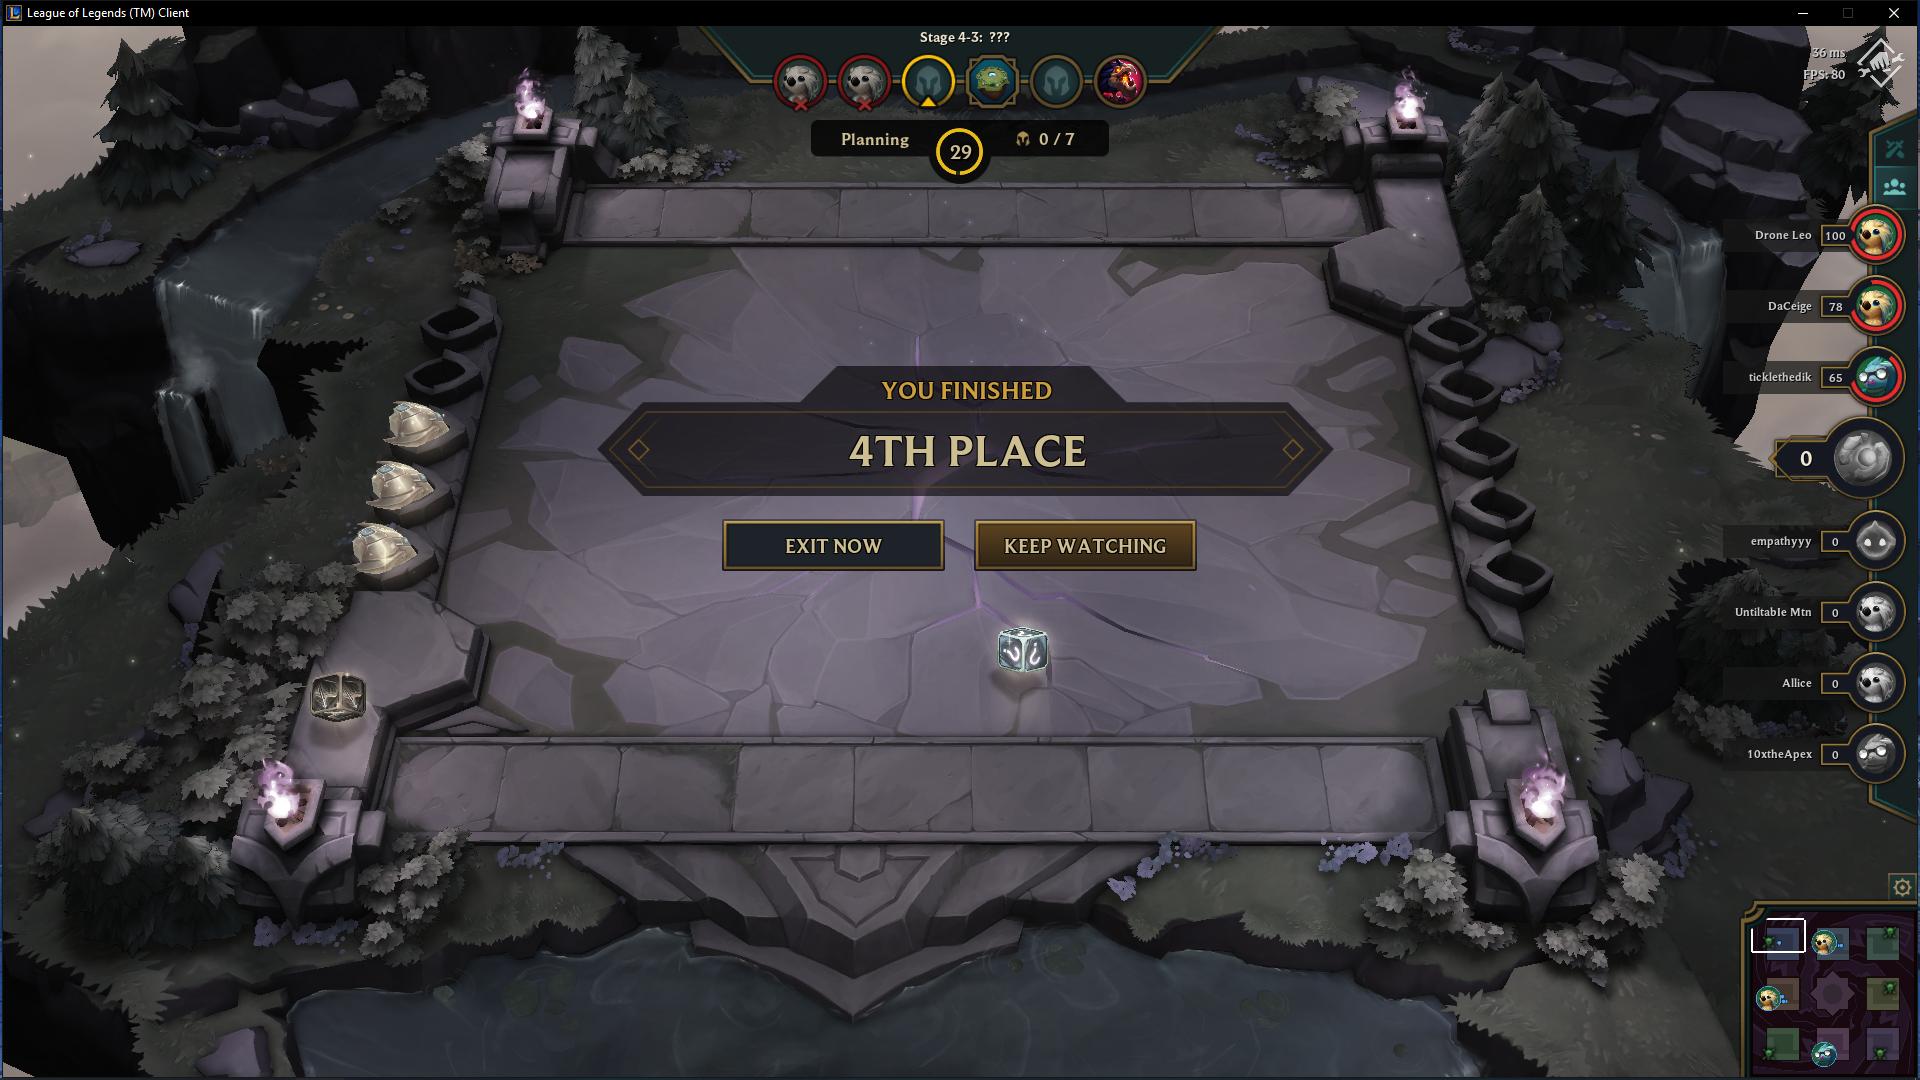 League of Legends (TM) Client
Stage 4-3: ???
36 ms
FPS: 80
Planning
29
0 / 7
Drone Leo 100
DaCeige 78
ticklethedik 65
YOU FINISHED
4TH PLACE
0
EXIT NOW
KEEP WATCHING
empathyyy 0
Untiltable Mtn 0
Allice 0
10xtheApex 0